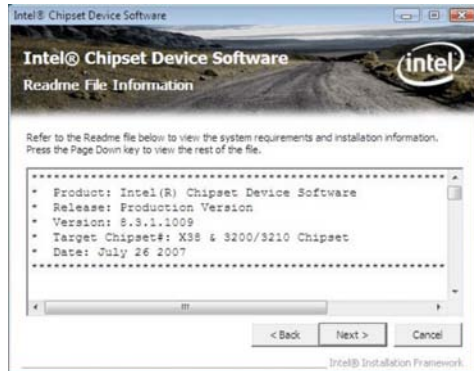 Intel® Chipset Device Software
Intel® Chipset Device Software
intel
Readme File Information
Refer to the Readme file below to view the system requirements and installation information.
Press the Page Down key to view the rest of the file.
************************************************************
* Product: Intel(R) Chipset Device Software
* Release: Production Version
* Version: 8.3.1.1009
* Target Chipset#: X38 & 3200/3210 Chipset
* Date: July 26 2007
************************************************************
< Back Next > Cancel
Intel® Installation Framework